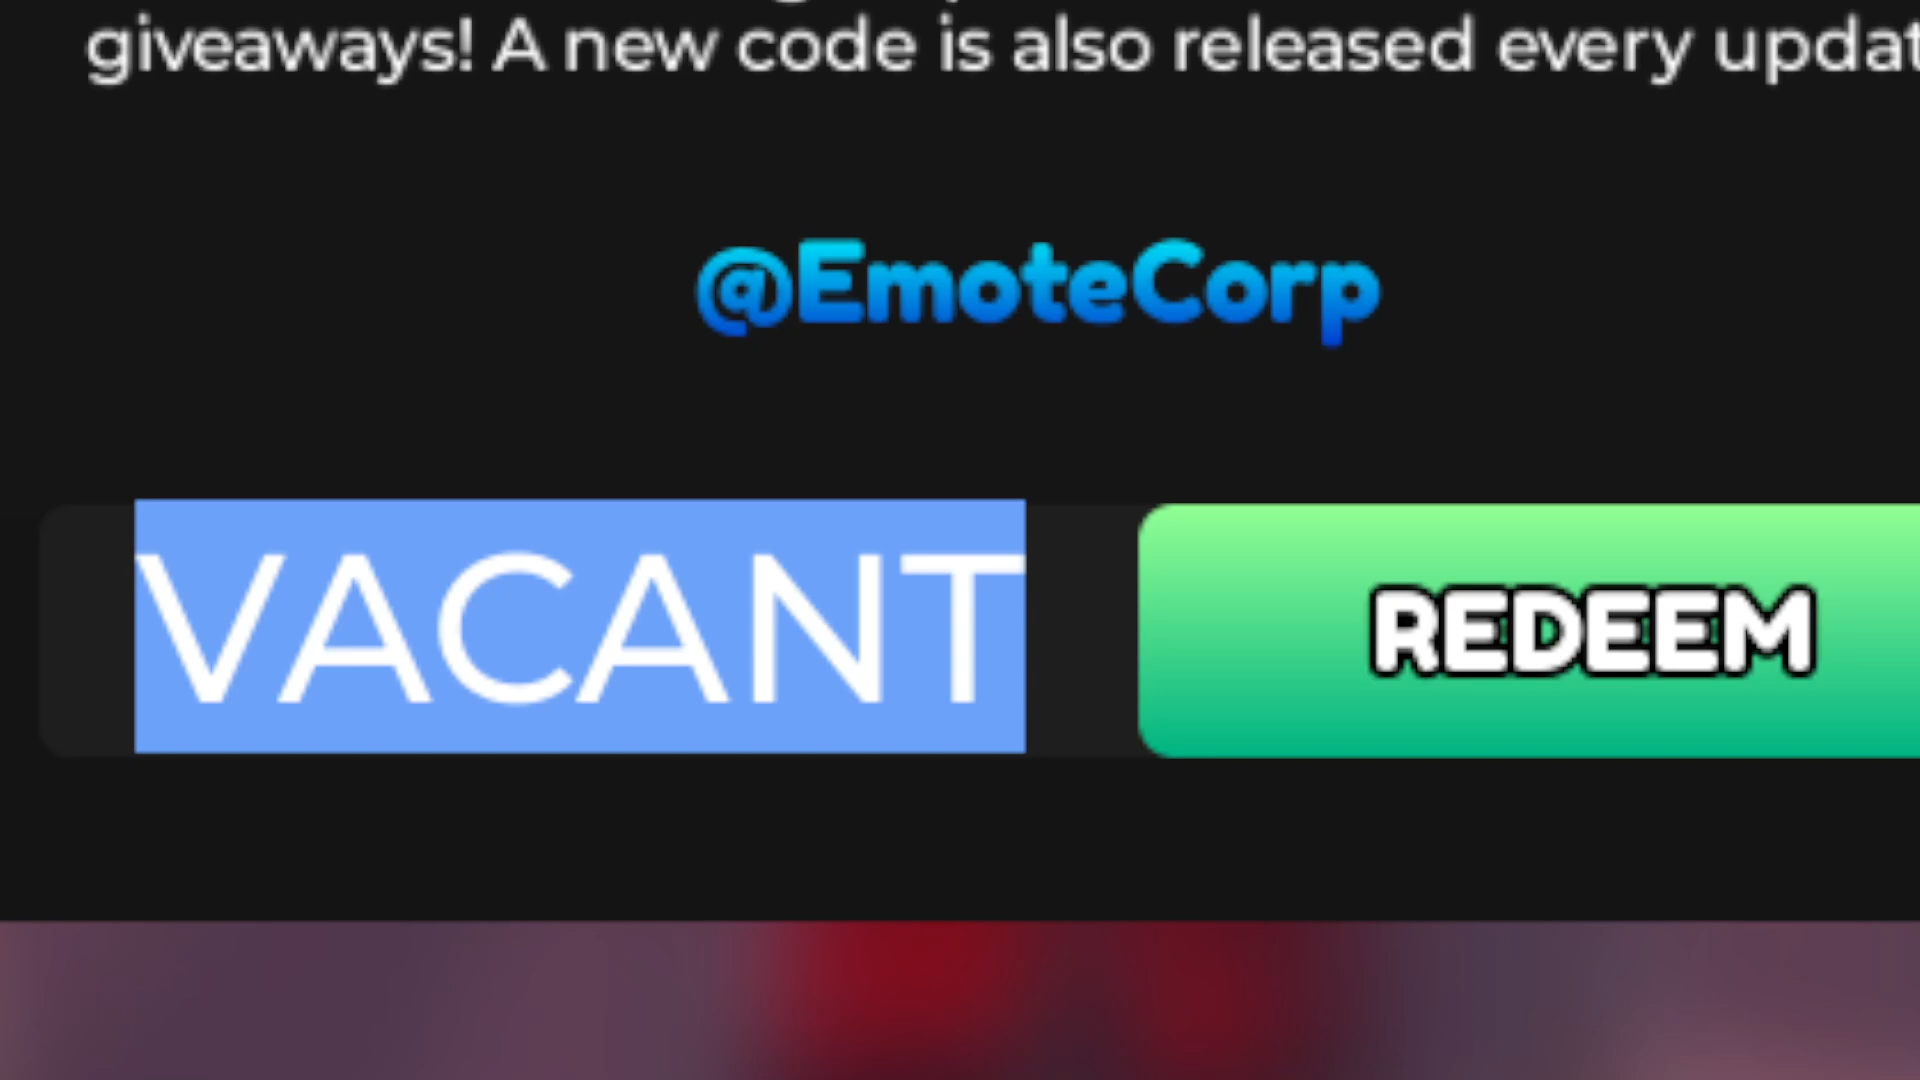 giveaways! A new code is also released every updat
@EmoteCorp
VACANT
REDEEM